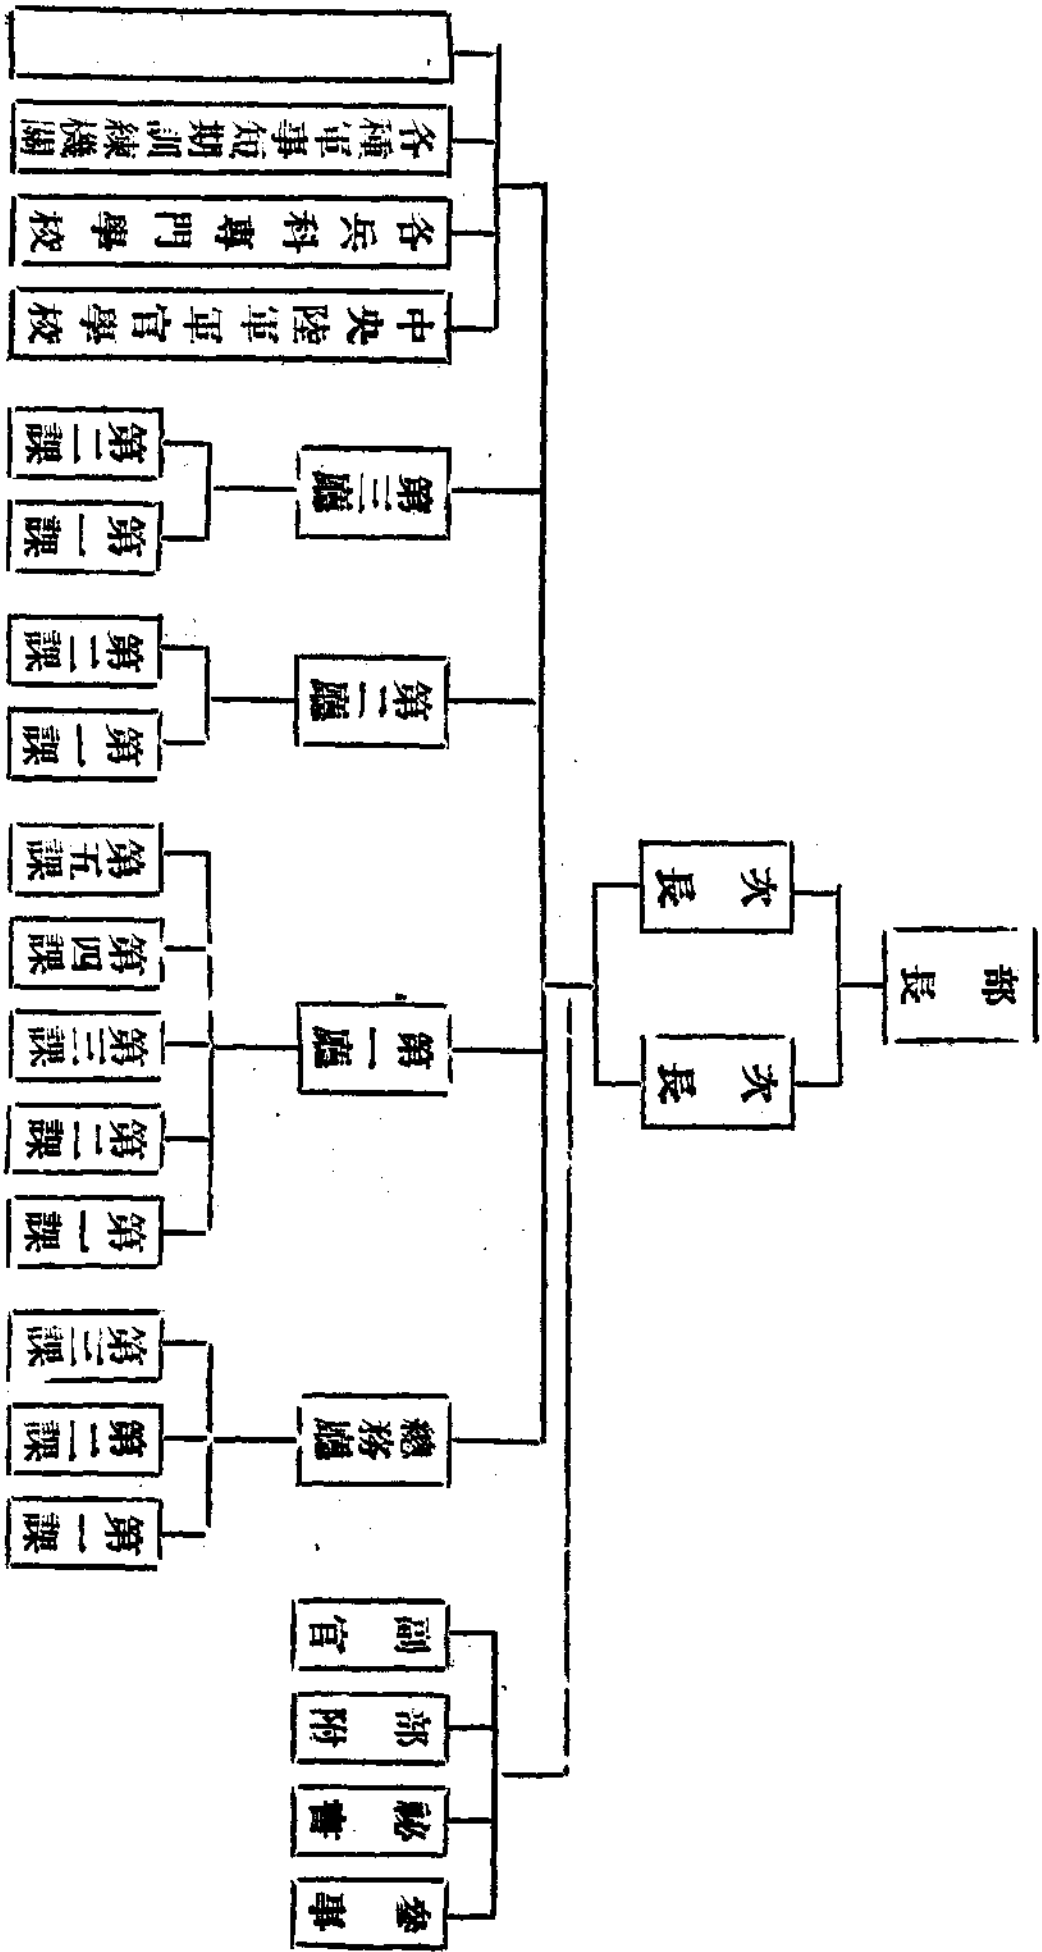 部長
次長
次長
參事
祕書
部附
副官
總務廳
第一課
第二課
第三課
第一廳
第一課
第二課
第三課
第四課
第五課
第二廳
第一課
第二課
第三廳
第一課
第二課
中央陸軍軍官學校
各兵科專門學校
各種軍事短期訓練機關